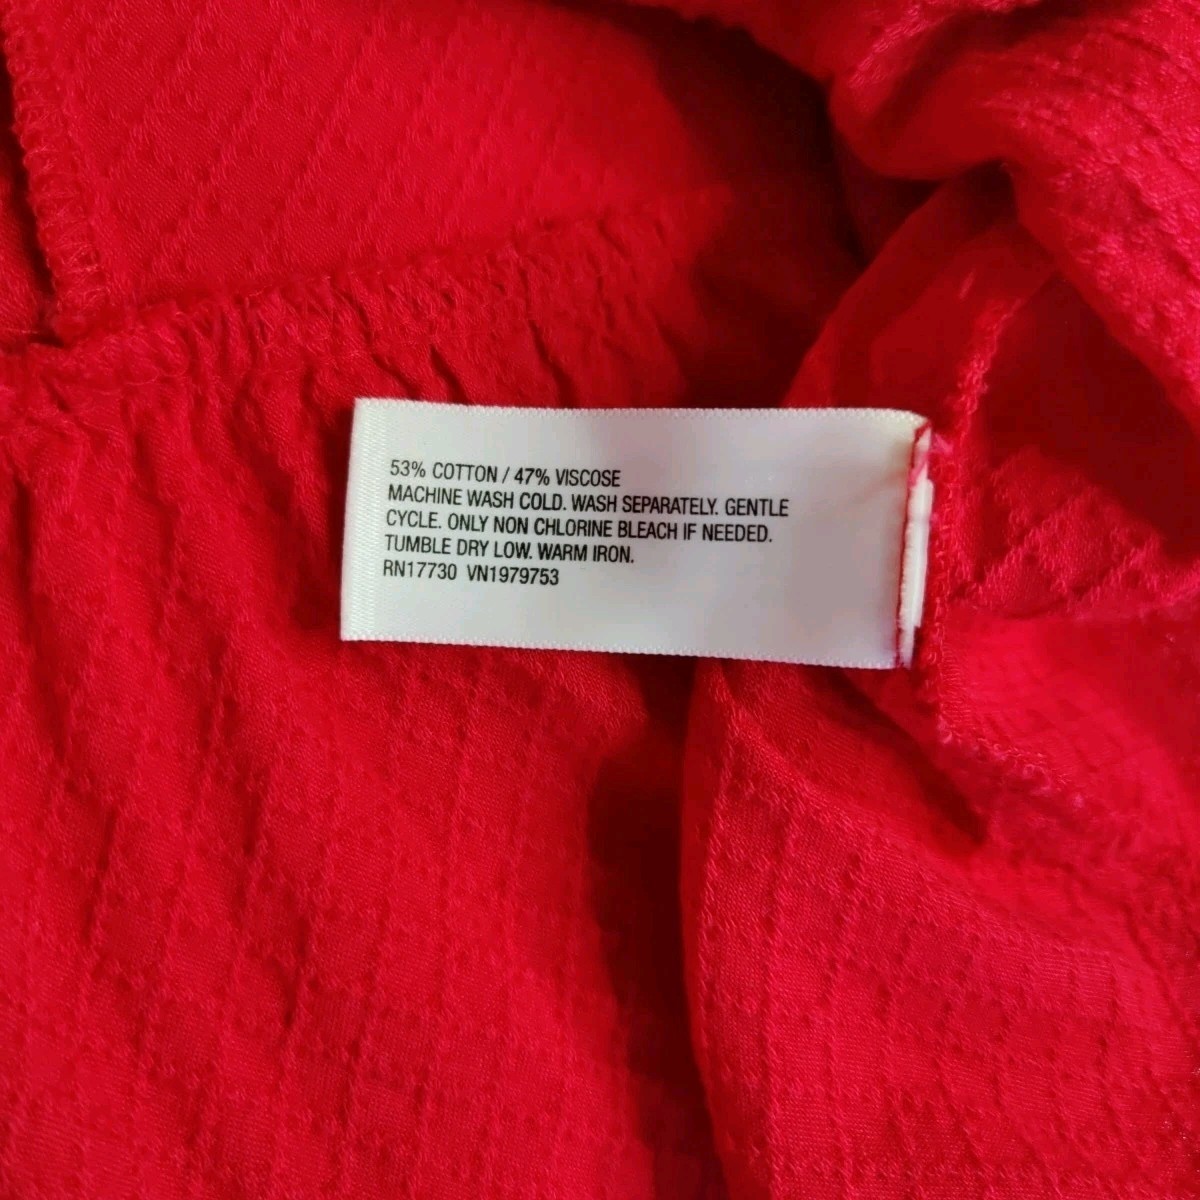 53% COTTON / 47% VISCOSE
MACHINE WASH COLD. WASH SEPARATELY. GENTLE
CYCLE. ONLY NON CHLORINE BLEACH IF NEEDED.
TUMBLE DRY LOW. WARM IRON.
RN17730 VN1979753